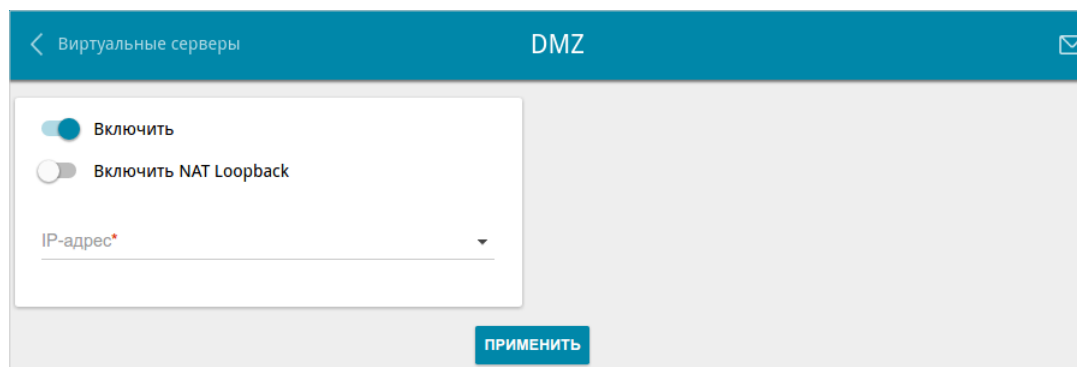 Виртуальные серверы
DMZ
Включить
Включить NAT Loopback
IP-адрес*
ПРИМЕНИТЬ